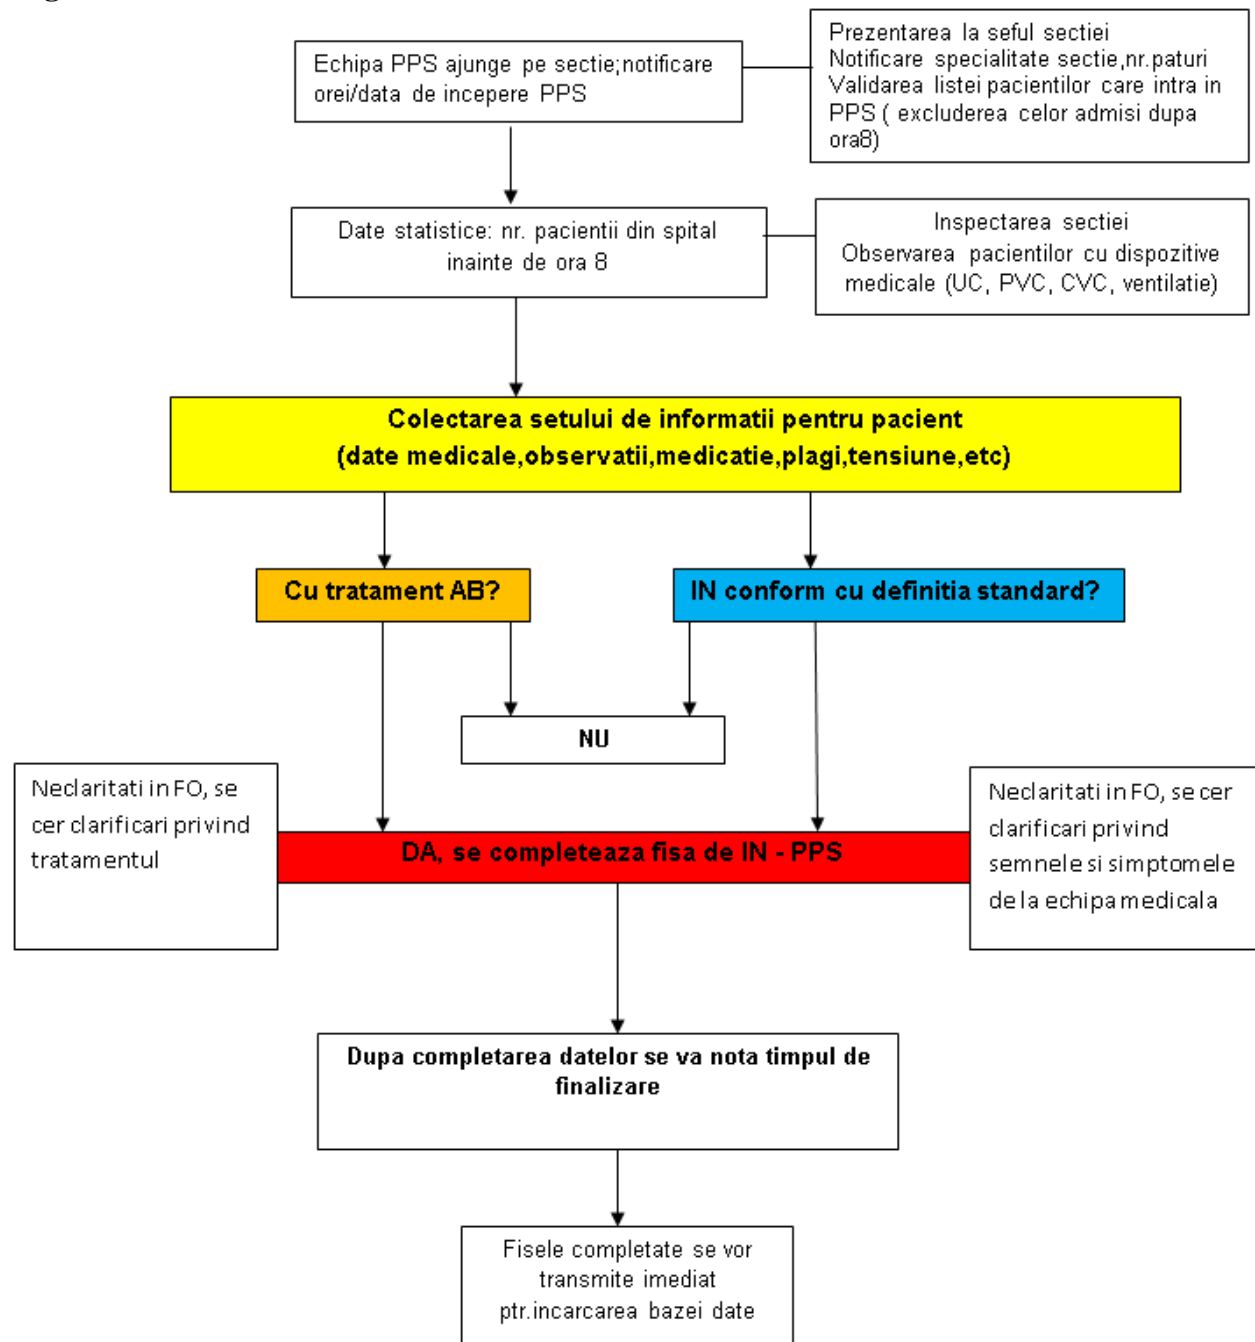 Echipa PPS ajunge pe sectie;notificare
orei/data de incepere PPS
Prezentarea la seful sectiei
Notificare specialitate sectie,nr.paturi
Validarea listei pacientilor care intra in
PPS ( excluderea celor admisi dupa
ora8)
Date statistice: nr. pacientii din spital
inainte de ora 8
Inspectarea sectiei
Observarea pacientilor cu dispozitive
medicale (UC, PVC, CVC, ventilatie)
Colectarea setului de informatii pentru pacient
(date medicale,observatii,medicatie,plagi,tensiune,etc)
Cu tratament AB?
IN conform cu definitia standard?
NU
Neclaritati in FO, se
cer clarificari privind
tratamentul
DA, se completeaza fisa de IN - PPS
Neclaritati in FO, se cer
clarificari privind
semnele si simptomele
de la echipa medicala
Dupa completarea datelor se va nota timpul de
finalizare
Fisele completate se vor
transmite imediat
ptr.incarcarea bazei date